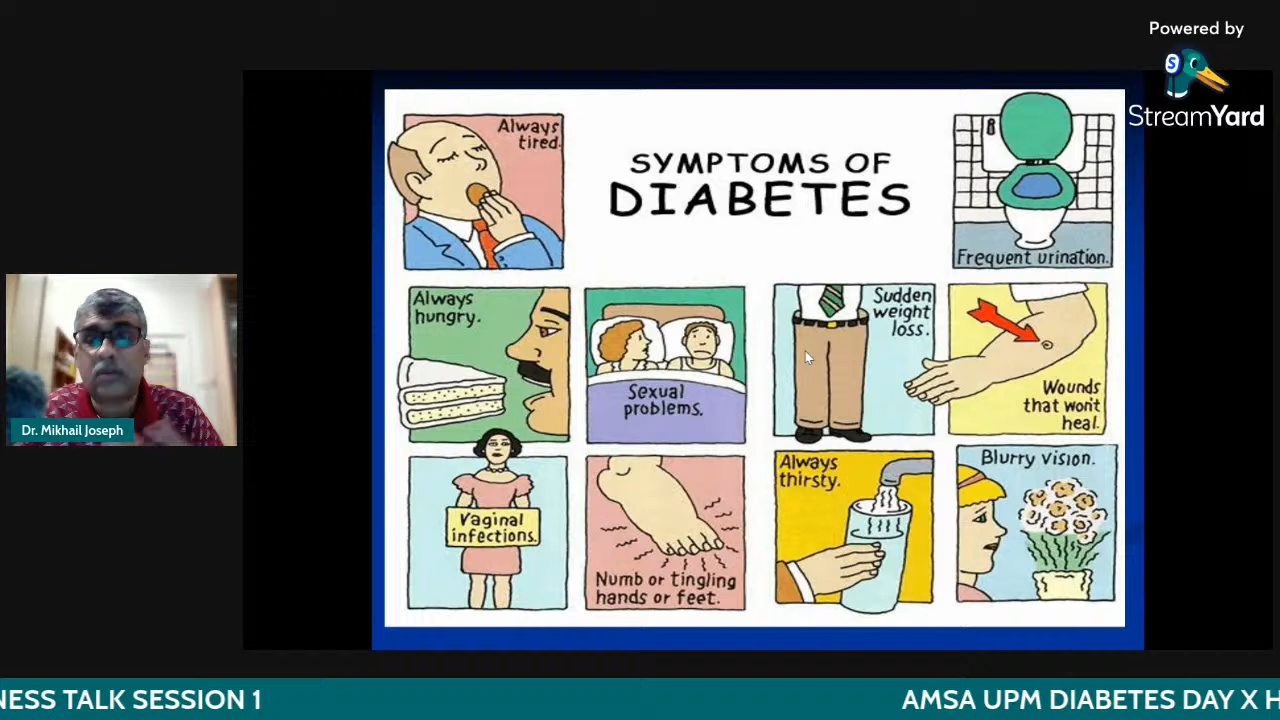 Powered by
StreamYard
Always
tired.
SYMPTOMS OF
DIABETES
Frequent urination.
Always
hungry.
Sexual
problems.
Sudden
weight
loss.
Wounds
that won't
heal.
Vaginal
infections.
Numb or tingling
hands or feet.
Always
thirsty.
Blurry vision.
Dr. Mikhail Joseph
NESS TALK SESSION 1
AMSA UPM DIABETES DAY X H